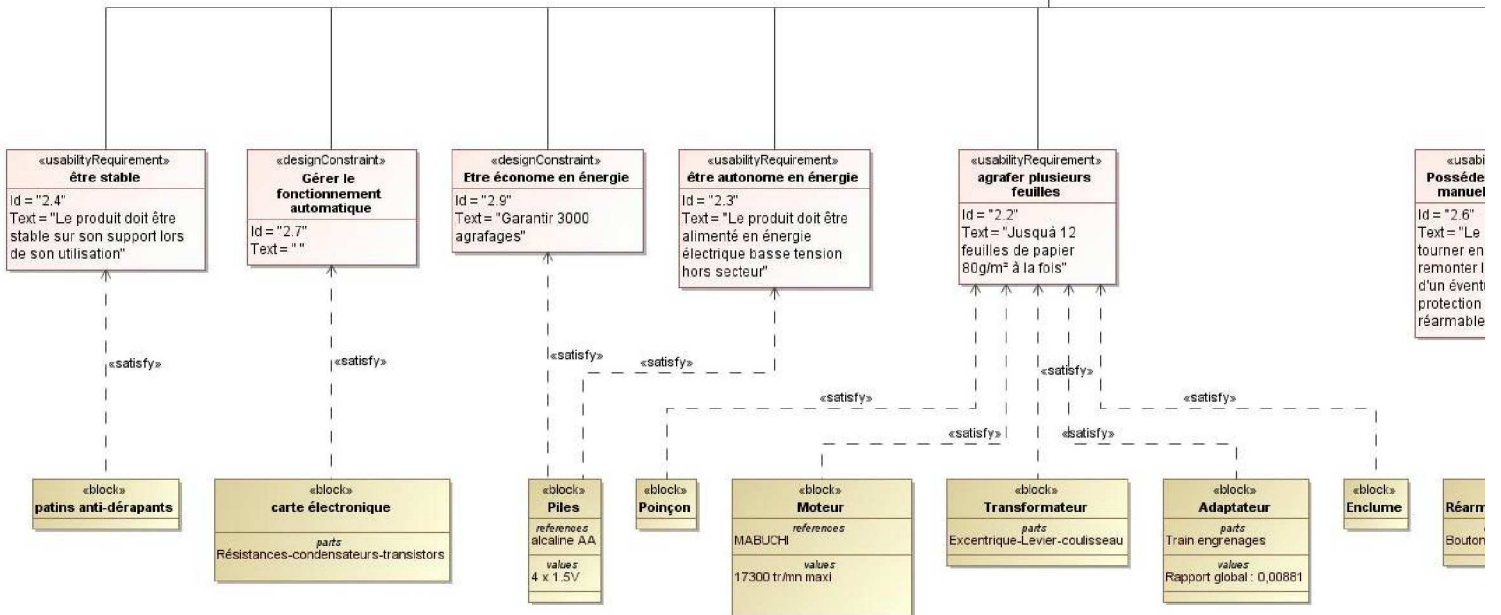 «usabilityRequirement»
être stable
Id = "2.4"
Text = "Le produit doit être
stable sur son support lors
de son utilisation"
«designConstraint»
Gérer le
fonctionnement
automatique
Id = "2.7"
Text = " "
«designConstraint»
Etre économe en énergie
Id = "2.9"
Text = "Garantir 3000
agrafages"
«usabilityRequirement»
être autonome en énergie
Id = "2.3"
Text = "Le produit doit être
alimenté en énergie
électrique basse tension
hors secteur"
«usabilityRequirement»
agrafer plusieurs
feuilles
Id = "2.2"
Text = "Jusquà 12
feuilles de papier
80g/m² à la fois"
«usabi
Posséde
manuel
Id = "2.6"
Text = "Le
tourner en
remonter l
d'un éventu
protection
réarmable
«satisfy»
«satisfy»
«satisfy»
«satisfy»
«satisfy»
«satisfy»
«satisfy»
«satisfy»
«satisfy»
«block»
patins anti-dérapants
«block»
carte électronique
parts
Résistances-condensateurs-transistors
«block»
Piles
references
alcaline AA
values
4 x 1.5V
«block»
Poinçon
«block»
Moteur
references
MABUCHI
values
17300 tr/mn maxi
«block»
Transformateur
parts
Excentrique-Levier-coulisseau
«block»
Adaptateur
parts
Train engrenages
values
Rapport global : 0,00881
«block»
Enclume
Réarm
Bouton